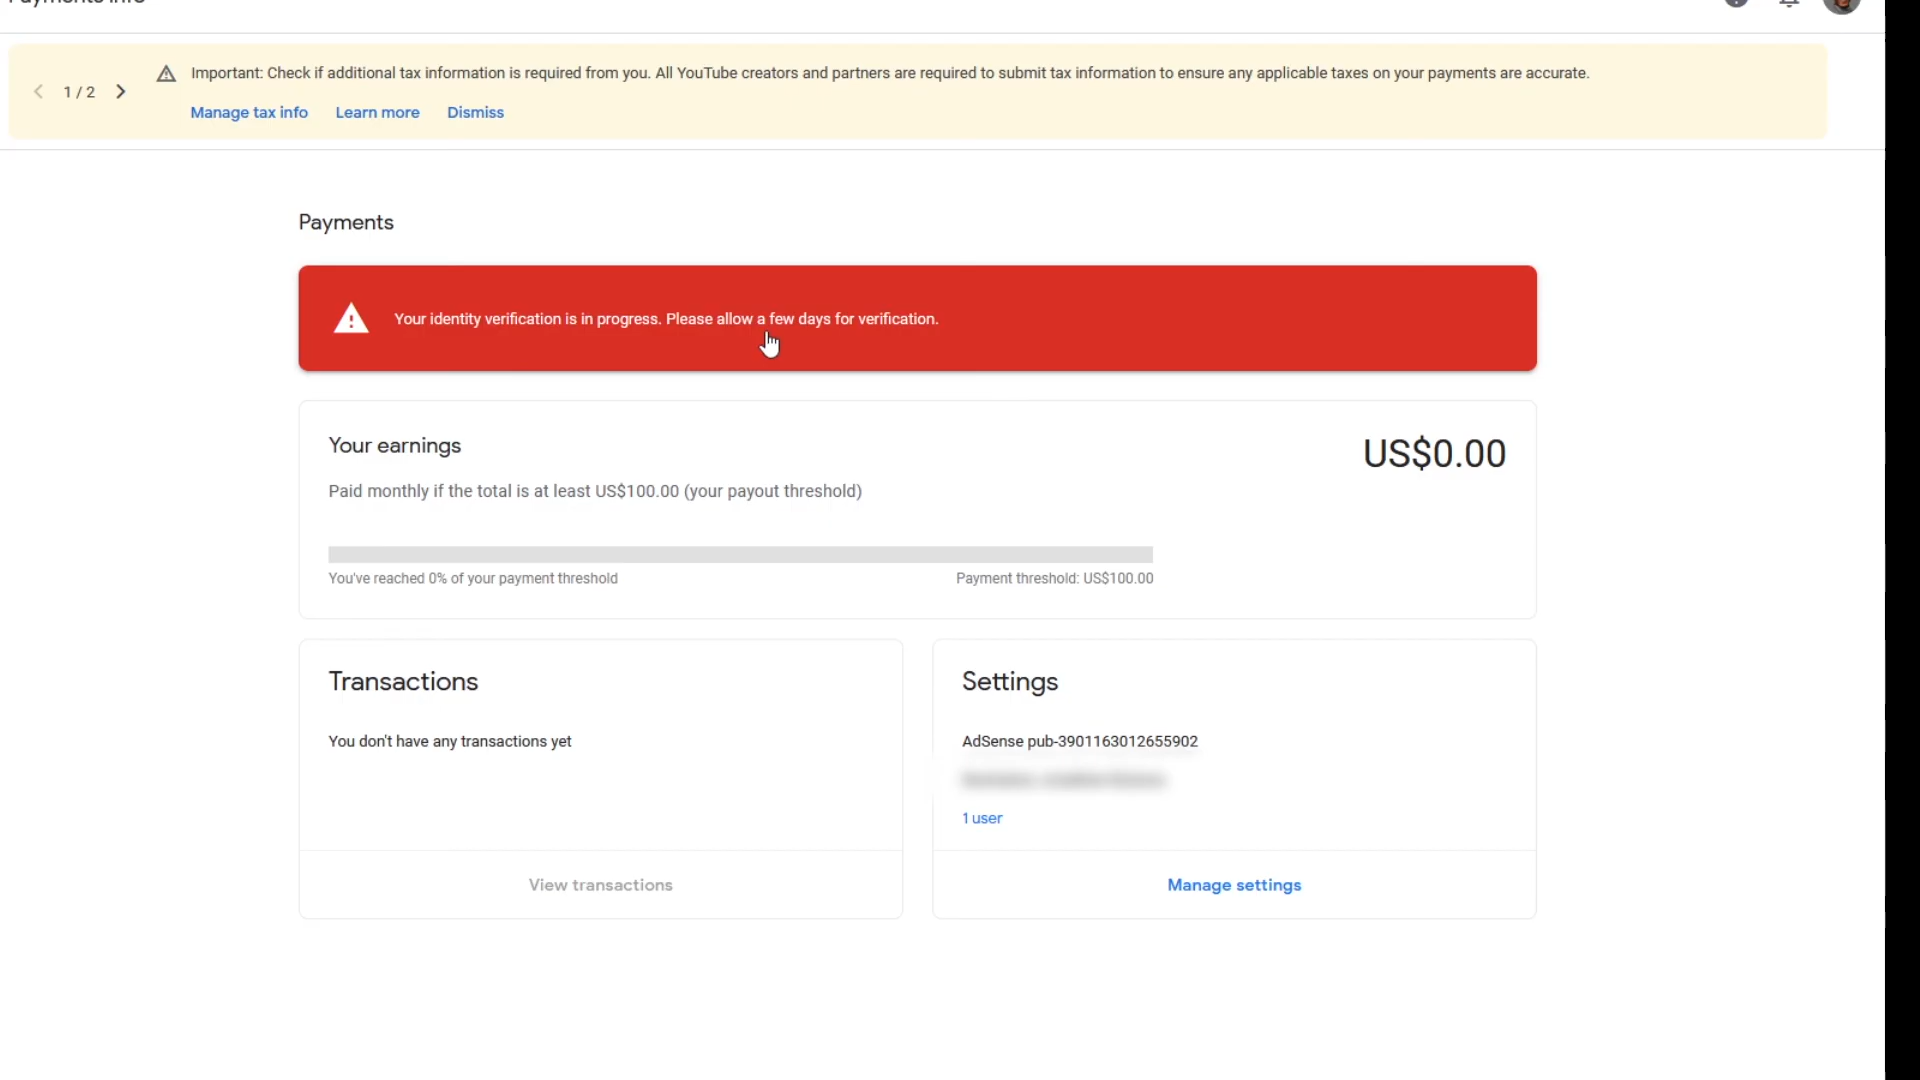 Payments info
1 / 2
Important: Check if additional tax information is required from you. All YouTube creators and partners are required to submit tax information to ensure any applicable taxes on your payments are accurate.
Manage tax info Learn more Dismiss
Payments
Your identity verification is in progress. Please allow a few days for verification.
Your earnings
US$0.00
Paid monthly if the total is at least US$100.00 (your payout threshold)
You've reached 0% of your payment threshold
Payment threshold: US$100.00
Transactions
You don't have any transactions yet
View transactions
Settings
AdSense pub-3901163012655902
1 user
Manage settings